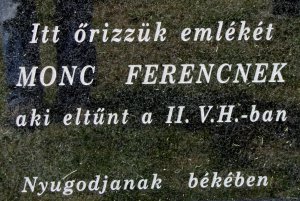 Itt őrizzük emlékét
MONC FERENCNEK
aki eltűnt a II. V.H.-ban
Nyugodjanak békében